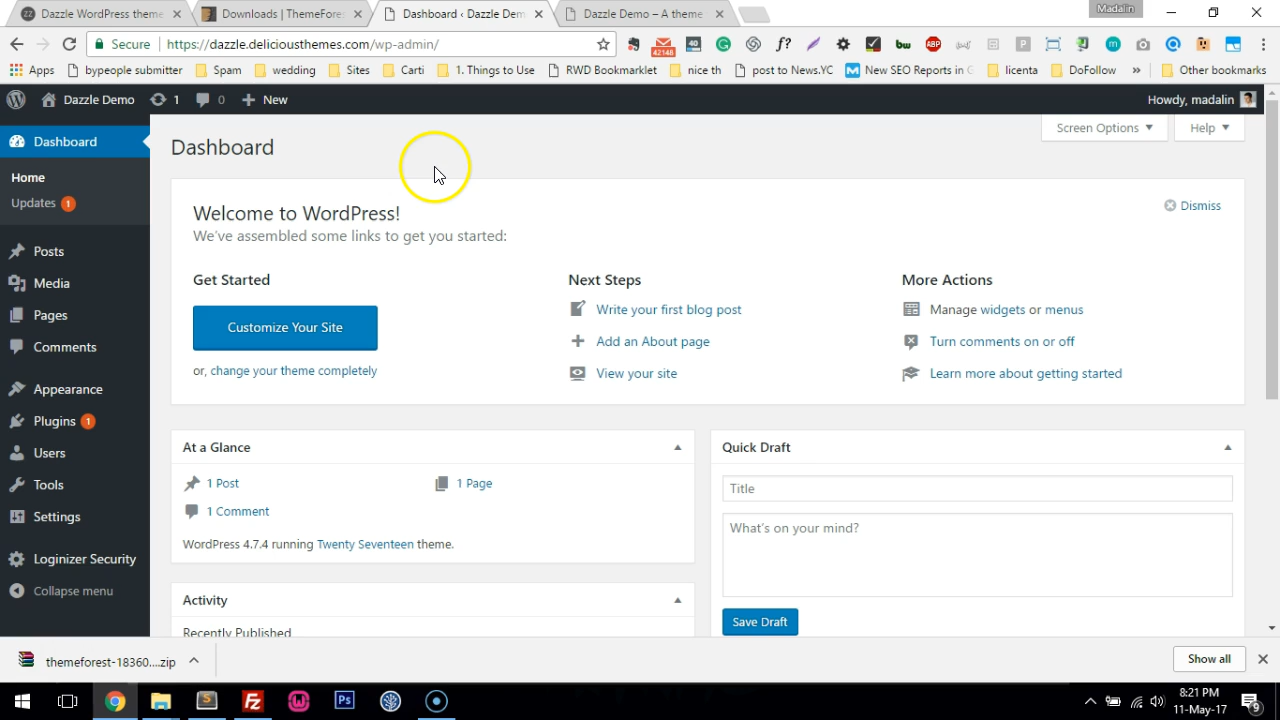 Madalin
Dazzle WordPress theme
Downloads | ThemeFores
Dashboard ‹ Dazzle Dem
Dazzle Demo – A theme
Secure
https://dazzle.deliciousthemes.com/wp-admin/
42148
40
f?
bw
ABP
Apps
bypeople submitter
Spam
wedding
Sites
Carti
1. Things to Use
RWD Bookmarklet
nice th
post to News.YC
New SEO Reports in G
licenta
DoFollow
»
Other bookmarks
Dazzle Demo
1
0
New
Howdy, madalin
Dashboard
Home
Updates 1
Posts
Media
Pages
Comments
Appearance
Plugins 1
Users
Tools
Settings
Loginizer Security
Collapse menu
Screen Options
Help
Dashboard
Welcome to WordPress!
We've assembled some links to get you started:
Dismiss
Get Started
Customize Your Site
or, change your theme completely
Next Steps
Write your first blog post
Add an About page
View your site
More Actions
Manage widgets or menus
Turn comments on or off
Learn more about getting started
At a Glance
1 Post
1 Page
1 Comment
WordPress 4.7.4 running Twenty Seventeen theme.
Activity
Recently Published
Quick Draft
Title
What's on your mind?
Save Draft
themeforest-18360....zip
Show all
Ps
8:21 PM
11-May-17
9